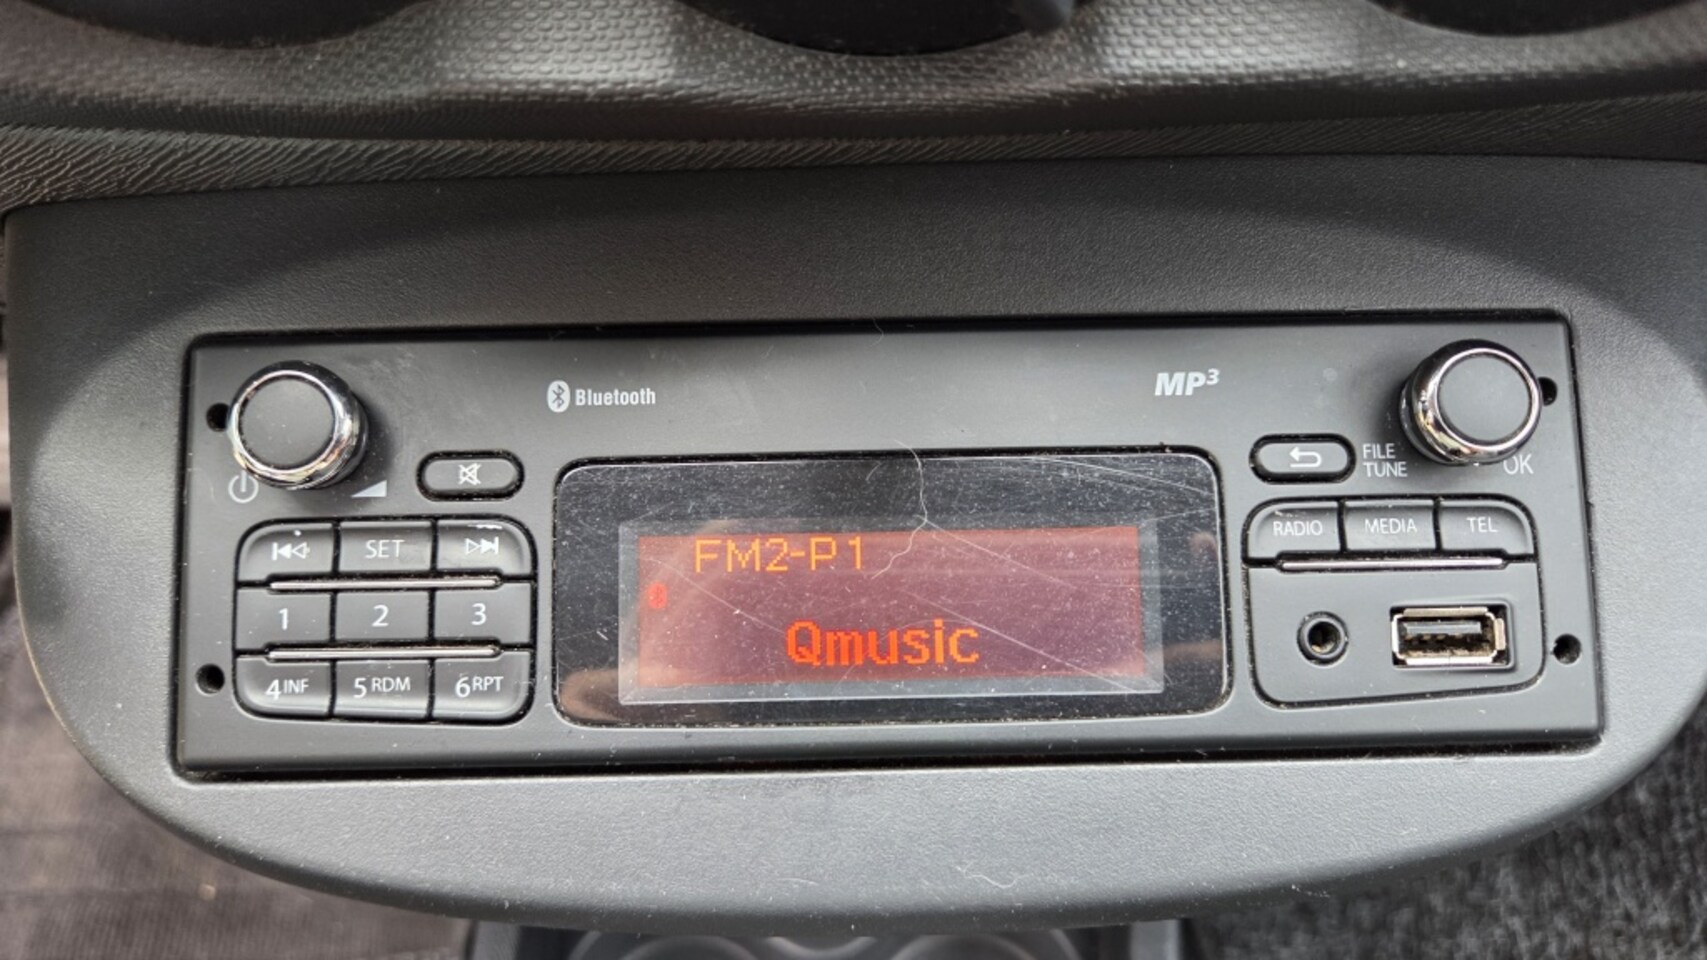 Bluetooth
MP3
FILE
TUNE
OK
SET
RADIO
MEDIA
TEL
FM2-P1
Qmusic
1
2
3
4INF
5RDM
6RPT